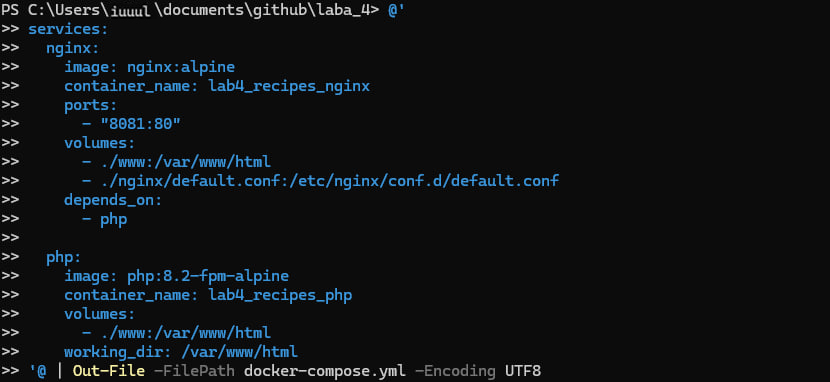 PS C:\Users\iuuul\documents\github\laba_4> @'
>> services:
>>   nginx:
>>     image: nginx:alpine
>>     container_name: lab4_recipes_nginx
>>     ports:
>>       - "8081:80"
>>     volumes:
>>       - ./www:/var/www/html
>>       - ./nginx/default.conf:/etc/nginx/conf.d/default.conf
>>     depends_on:
>>       - php
>>
>>   php:
>>     image: php:8.2-fpm-alpine
>>     container_name: lab4_recipes_php
>>     volumes:
>>       - ./www:/var/www/html
>>     working_dir: /var/www/html
>> '@ | Out-File -FilePath docker-compose.yml -Encoding UTF8